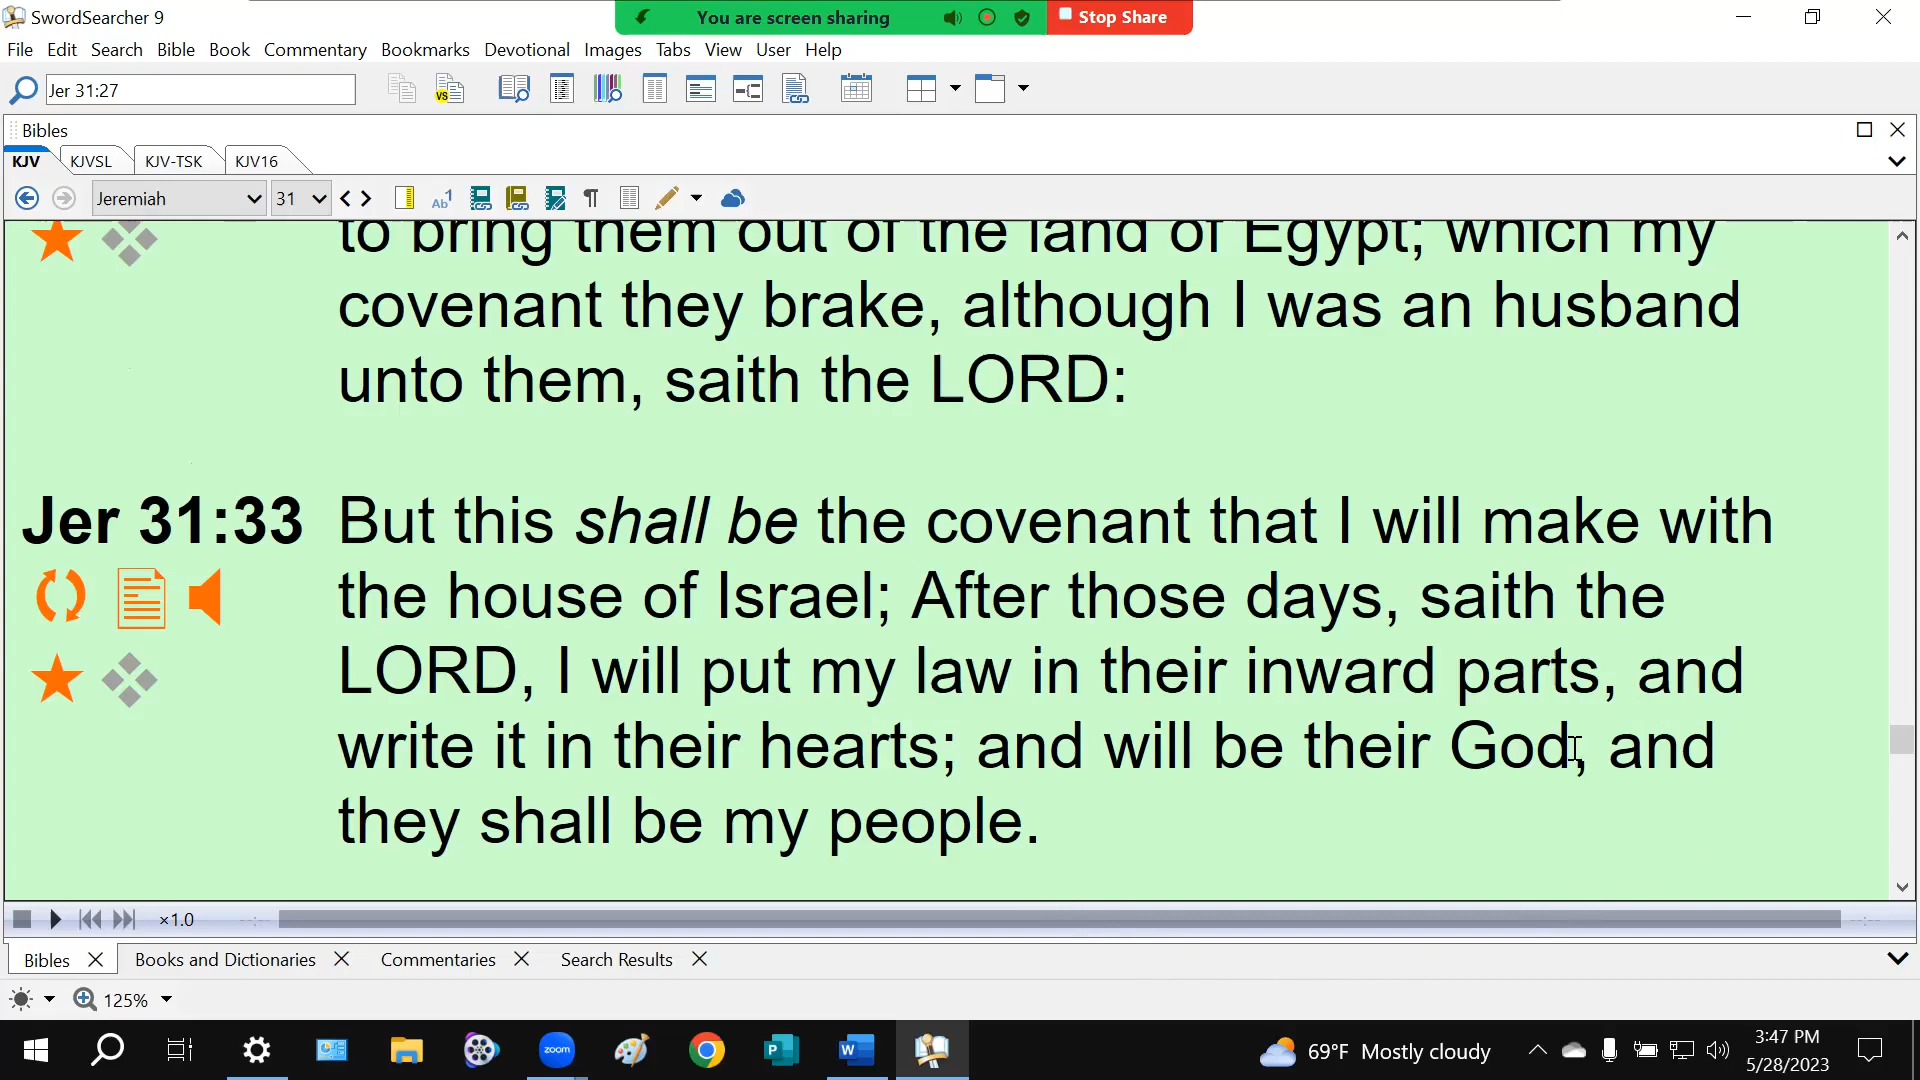 SwordSearcher 9
You are screen sharing
Stop Share
File Edit Search Bible Book Commentary Bookmarks Devotional Images Tabs View User Help
Jer 31:27
VS
Bibles
KJV KJVSL KJV-TSK KJV16
Jeremiah 31 Ab1
to bring them out of the land of Egypt; which my
covenant they brake, although I was an husband
unto them, saith the LORD:
Jer 31:33 But this shall be the covenant that I will make with
the house of Israel; After those days, saith the
LORD, I will put my law in their inward parts, and
write it in their hearts; and will be their God, and
they shall be my people.
×1.0 --:-- --:--
Bibles Books and Dictionaries Commentaries Search Results
125%
zoom P W 69°F Mostly cloudy
3:47 PM
5/28/2023